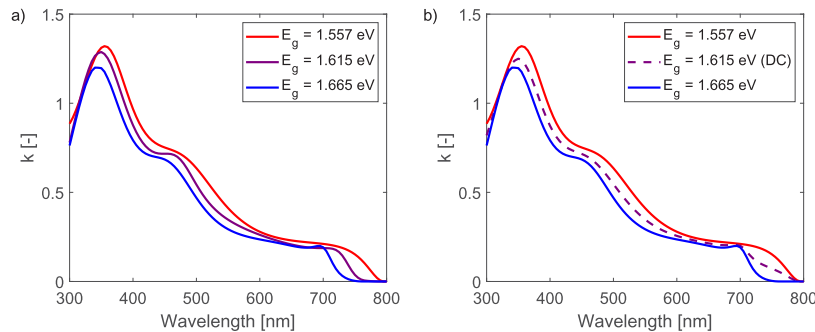 a)
1.5
1
0.5
0
k [-]
E_g = 1.557 eV
E_g = 1.615 eV
E_g = 1.665 eV
300 400 500 600 700 800
Wavelength [nm]
b)
1.5
1
0.5
0
k [-]
E_g = 1.557 eV
E_g = 1.615 eV (DC)
E_g = 1.665 eV
300 400 500 600 700 800
Wavelength [nm]